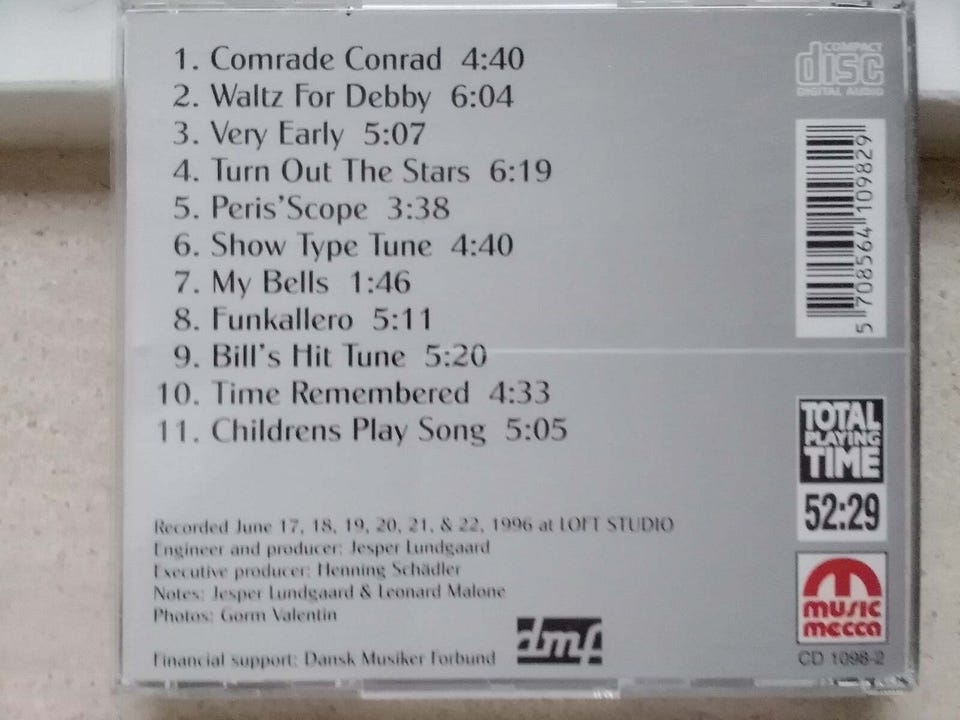 1. Comrade Conrad 4:40
2. Waltz For Debby 6:04
3. Very Early 5:07
4. Turn Out The Stars 6:19
5. Peris'Scope 3:38
6. Show Type Tune 4:40
7. My Bells 1:46
8. Funkallero 5:11
9. Bill's Hit Tune 5:20
10. Time Remembered 4:33
11. Childrens Play Song 5:05
Recorded June 17, 18, 19, 20, 21, & 22, 1996 at LOFT STUDIO
Engineer and producer: Jesper Lundgaard
Executive producer: Henning Schädler
Notes: Jesper Lundgaard & Leonard Malone
Photos: Gorm Valentin
Financial support: Dansk Musiker Forbund
dmf
COMPACT
disc
DIGITAL AUDIO
5 708564 109829
TOTAL
PLAYING
TIME
52:29
music
mecca
CD 1098-2